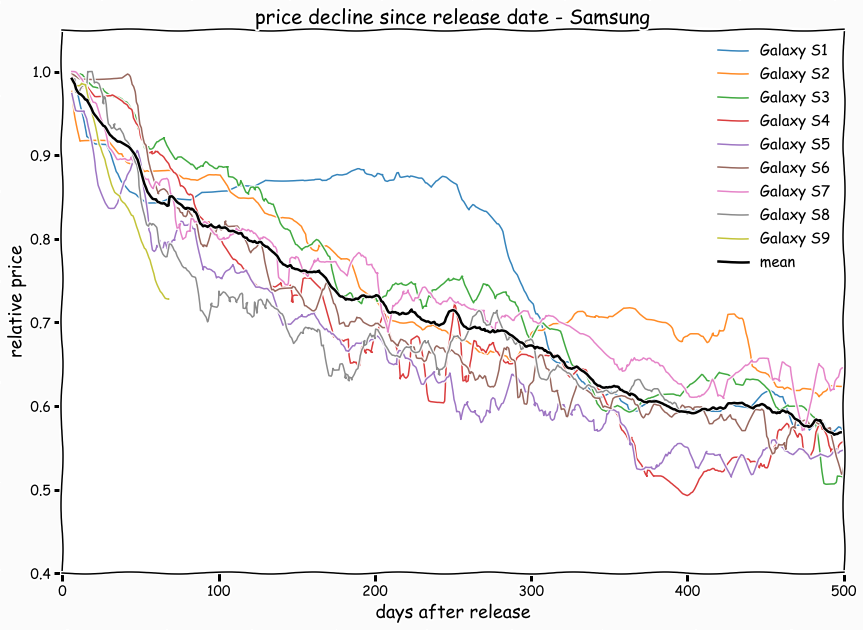 price decline since release date - Samsung
relative price
1.0
0.9
0.8
0.7
0.6
0.5
0.4
Galaxy S1
Galaxy S2
Galaxy S3
Galaxy S4
Galaxy S5
Galaxy S6
Galaxy S7
Galaxy S8
Galaxy S9
mean
0 100 200 300 400 500
days after release